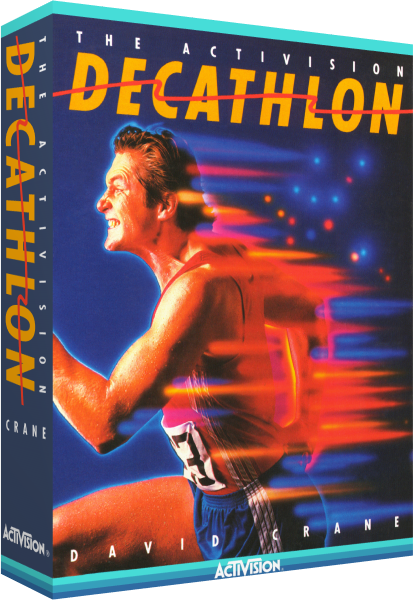 THE ACTIVISION
DECATHLON
DAVID CRANE
ACTIVISION
THE ACTIVISION
DECATHLON
CRANE
ACTIVISION®